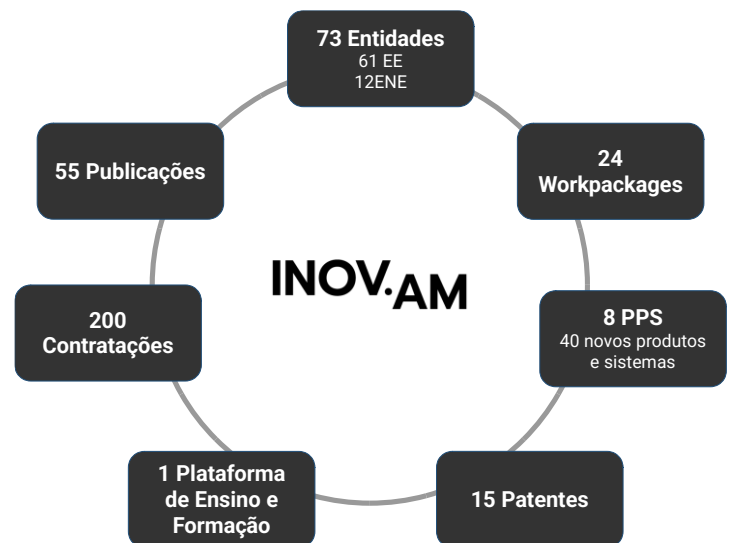 73 Entidades
61 EE
12ENE
24
Workpackages
8 PPS
40 novos produtos
e sistemas
15 Patentes
1 Plataforma
de Ensino e
Formação
200
Contratações
55 Publicações
INOV.AM